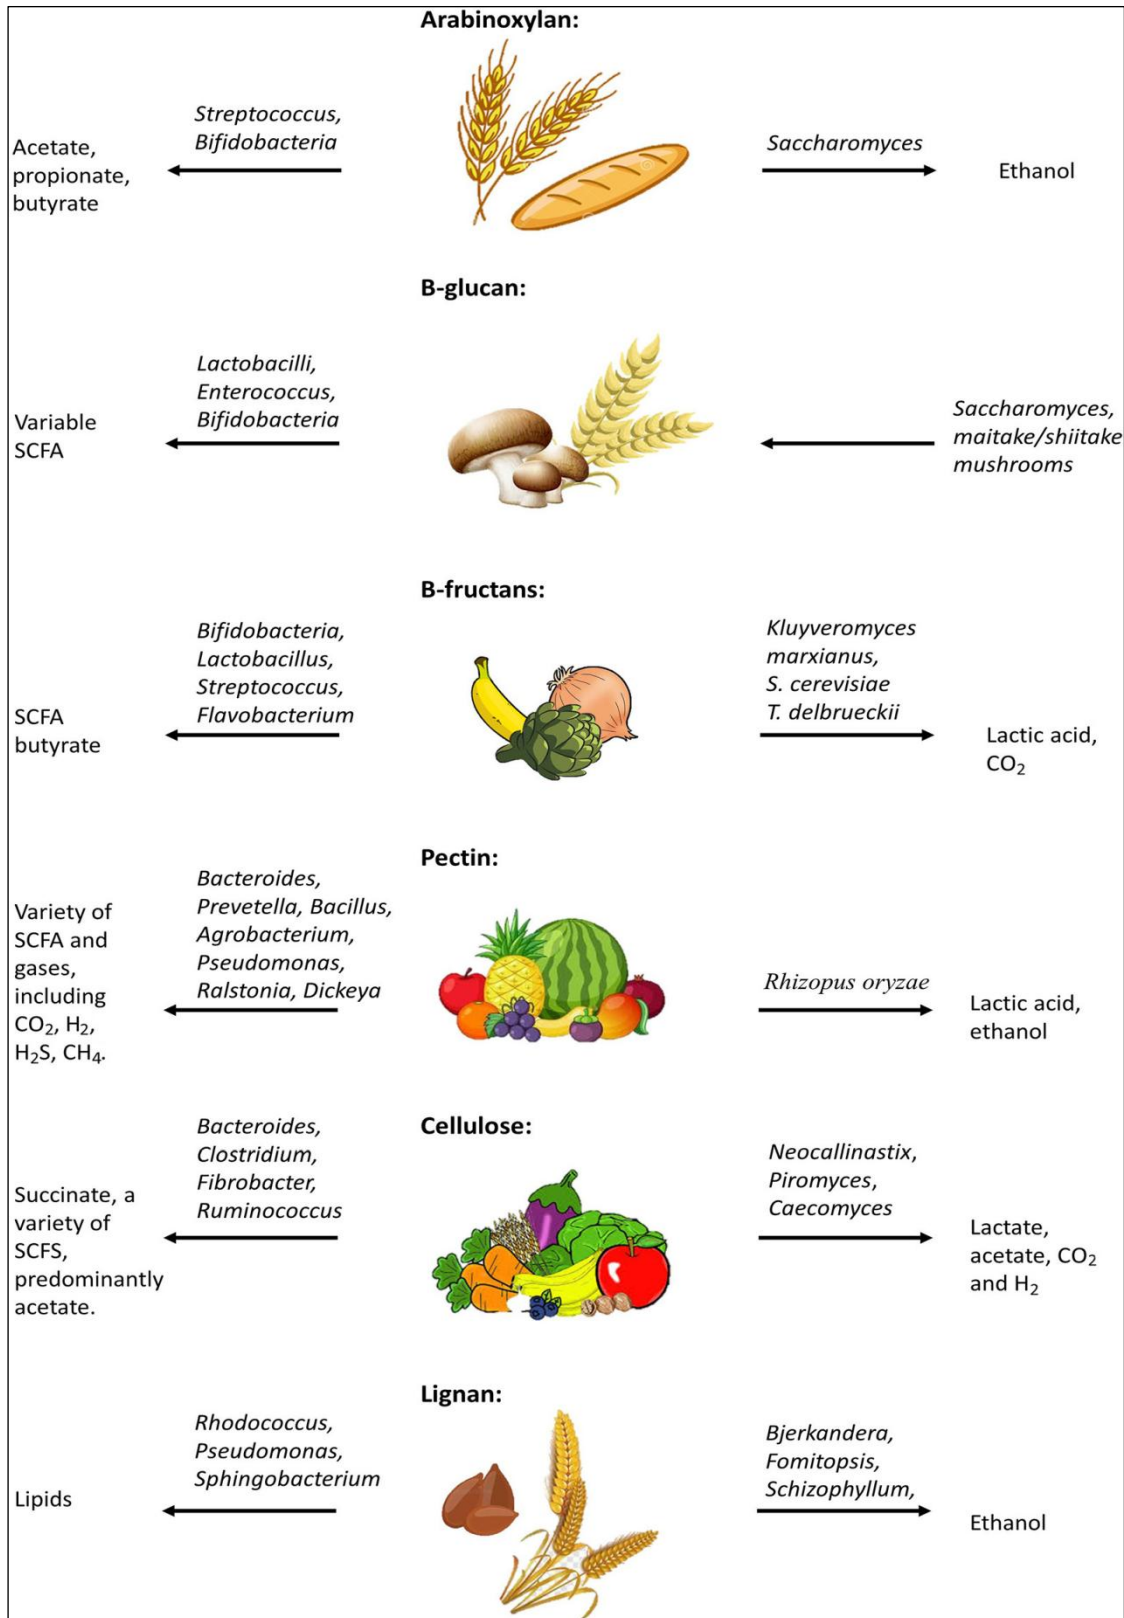 Arabinoxylan:
Streptococcus,
Bifidobacteria
Acetate,
propionate,
butyrate
Saccharomyces
Ethanol
B-glucan:
Lactobacilli,
Enterococcus,
Bifidobacteria
Variable
SCFA
Saccharomyces,
maitake/shiitake
mushrooms
B-fructans:
Bifidobacteria,
Lactobacillus,
Streptococcus,
Flavobacterium
SCFA
butyrate
Kluyveromyces
marxianus,
S. cerevisiae
T. delbrueckii
Lactic acid,
CO₂
Pectin:
Bacteroides,
Prevetella, Bacillus,
Agrobacterium,
Pseudomonas,
Ralstonia, Dickeya
Variety of
SCFA and
gases,
including
CO₂, H₂,
H₂S, CH₄.
Rhizopus oryzae
Lactic acid,
ethanol
Cellulose:
Bacteroides,
Clostridium,
Fibrobacter,
Ruminococcus
Succinate, a
variety of
SCFS,
predominantly
acetate.
Neocallinastix,
Piromyces,
Caecomyces
Lactate,
acetate, CO₂
and H₂
Lignan:
Rhodococcus,
Pseudomonas,
Sphingobacterium
Lipids
Bjerkandera,
Fomitopsis,
Schizophyllum,
Ethanol